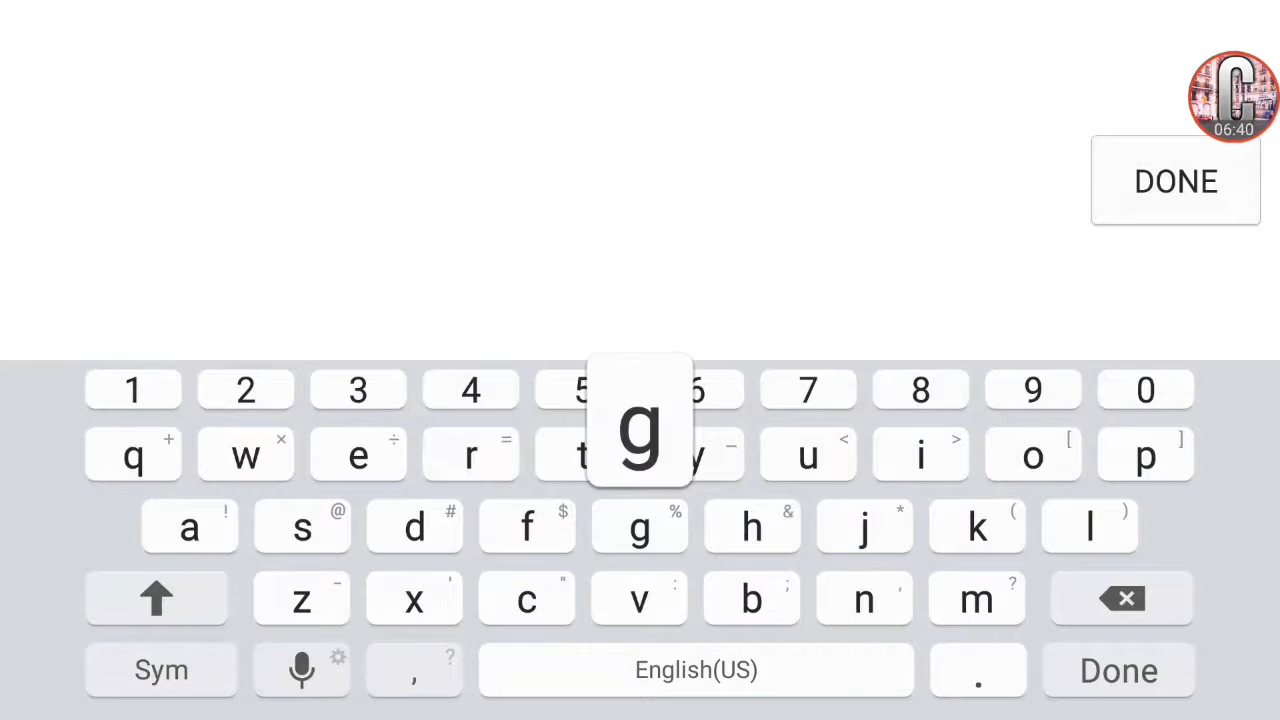 C
06:40
DONE
1 2 3 4 5 6 7 8 9 0
g
q + w × e ÷ r = t y _ u < i > o [ p ]
a ! s @ d # f $ g % h & j * k ( l )
z - x ' c " v : b ; n , m ?
Sym , ? English(US) . Done